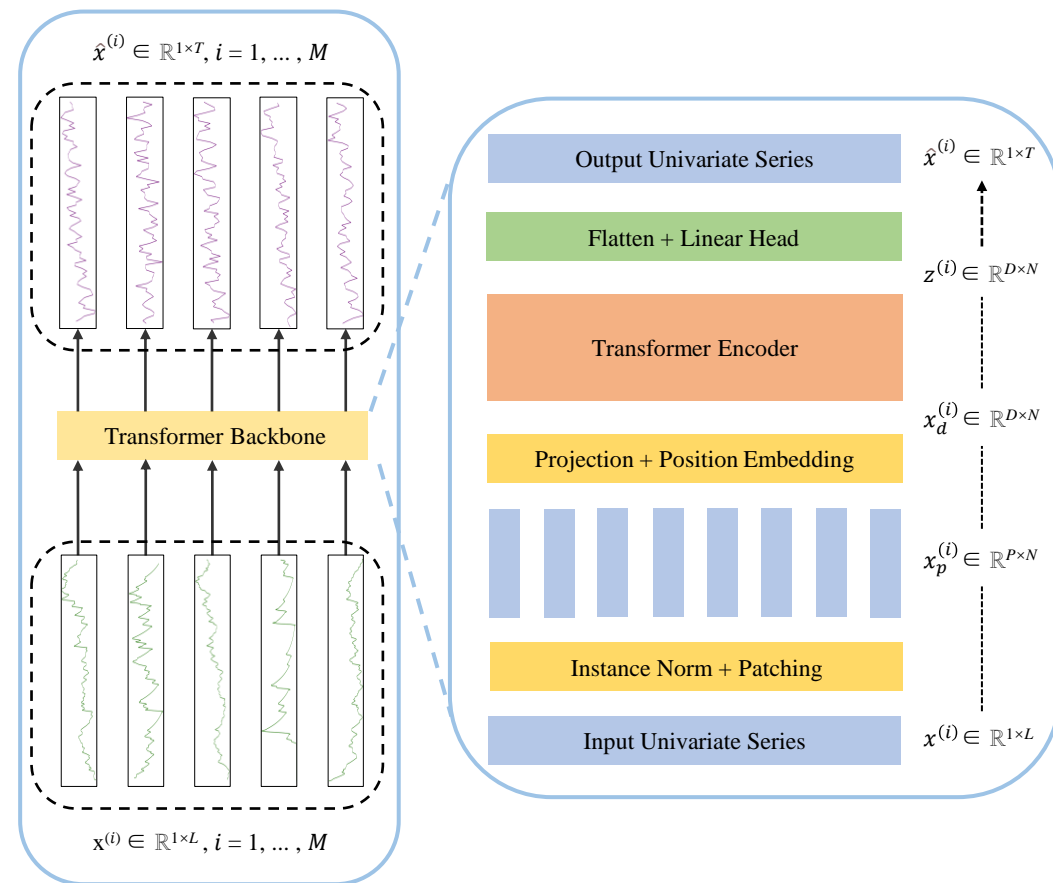 x̂^(i) ∈ ℝ^{1×T}, i = 1, … , M
Transformer Backbone
x^(i) ∈ ℝ^{1×L} , i = 1, … , M
Output Univariate Series
x̂^(i) ∈ ℝ^{1×T}
Flatten + Linear Head
z^(i) ∈ ℝ^{D×N}
Transformer Encoder
x_d^(i) ∈ ℝ^{D×N}
Projection + Position Embedding
x_p^(i) ∈ ℝ^{P×N}
Instance Norm + Patching
Input Univariate Series
x^(i) ∈ ℝ^{1×L}